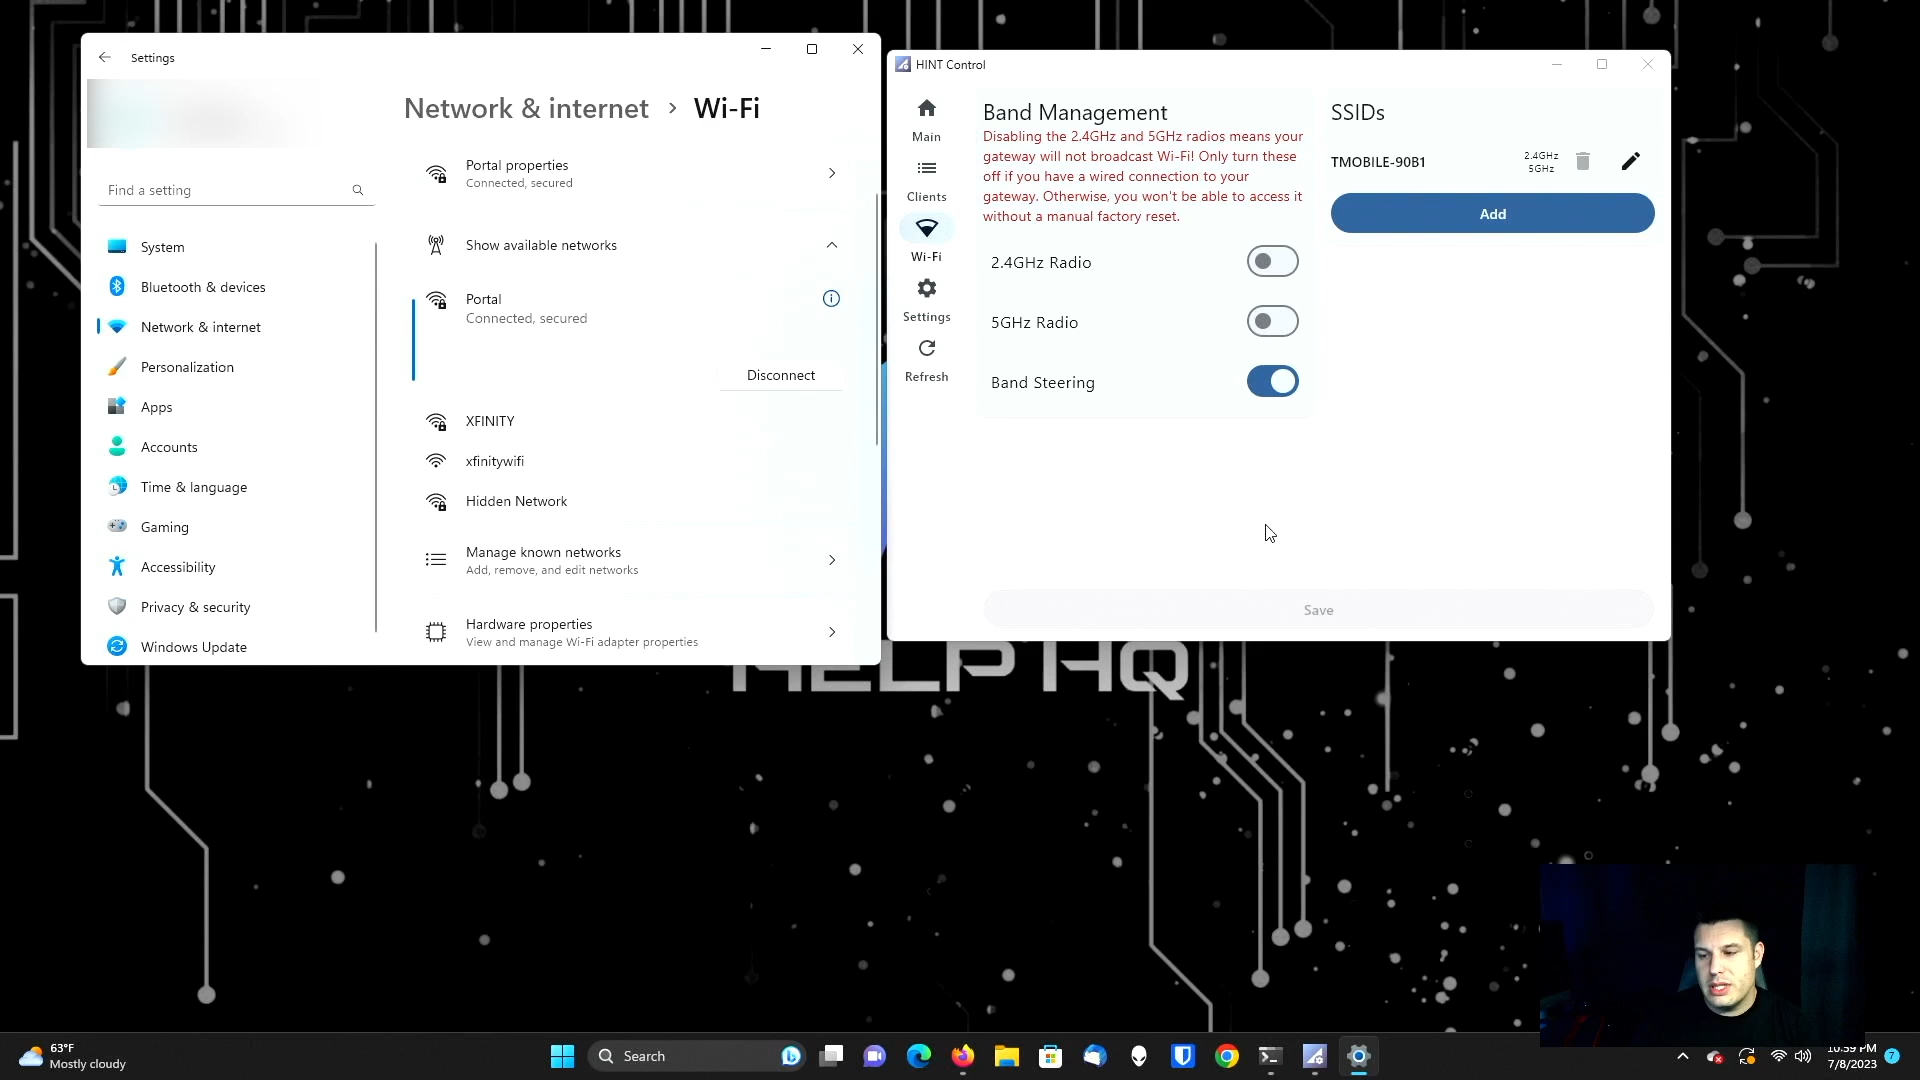 Settings
Network & internet > Wi-Fi
Find a setting
System
Bluetooth & devices
Network & internet
Personalization
Apps
Accounts
Time & language
Gaming
Accessibility
Privacy & security
Windows Update
Portal properties
Connected, secured
Show available networks
Portal
Connected, secured
Disconnect
XFINITY
xfinitywifi
Hidden Network
Manage known networks
Add, remove, and edit networks
Hardware properties
View and manage Wi-Fi adapter properties
HINT Control
Main
Clients
Wi-Fi
Settings
Refresh
Band Management
Disabling the 2.4GHz and 5GHz radios means your
gateway will not broadcast Wi-Fi! Only turn these
off if you have a wired connection to your
gateway. Otherwise, you won't be able to access it
without a manual factory reset.
2.4GHz Radio
5GHz Radio
Band Steering
SSIDs
TMOBILE-90B1
2.4GHz
5GHz
Add
Save
HELP HQ
63°F
Mostly cloudy
Search
10:59 PM
7/8/2023
7